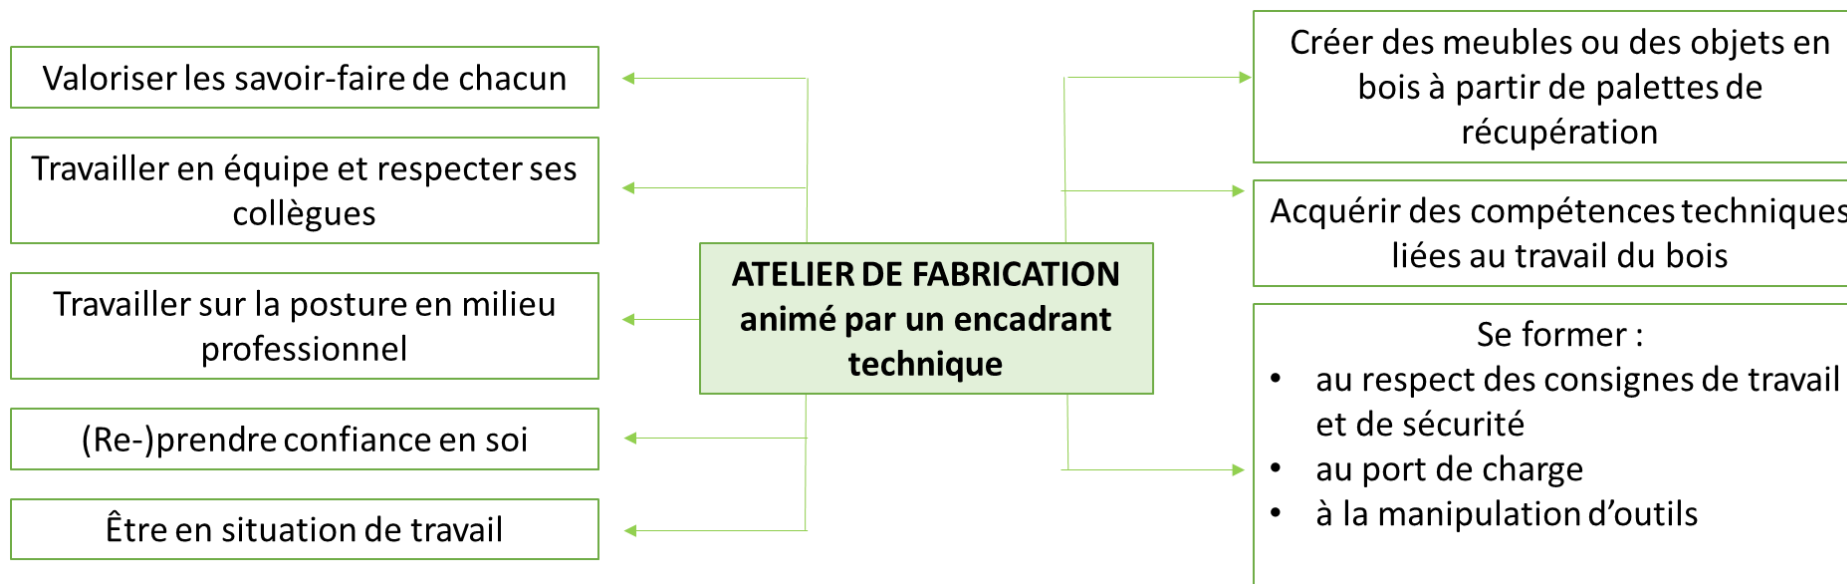 Valoriser les savoir-faire de chacun
Travailler en équipe et respecter ses
collègues
Travailler sur la posture en milieu
professionnel
(Re-)prendre confiance en soi
Être en situation de travail
ATELIER DE FABRICATION
animé par un encadrant
technique
Créer des meubles ou des objets en
bois à partir de palettes de
récupération
Acquérir des compétences techniques
liées au travail du bois
Se former :
• au respect des consignes de travail
et de sécurité
• au port de charge
• à la manipulation d’outils